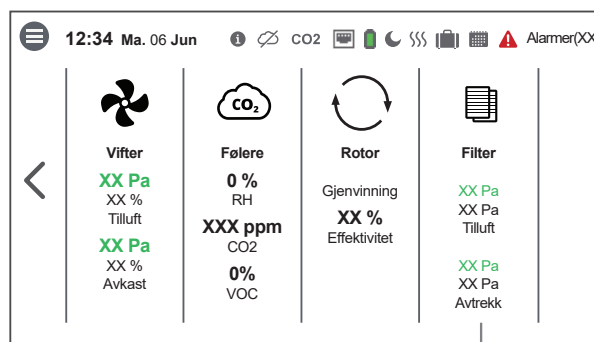 12:34 Ma. 06 Jun CO2 Alarmer(XX
Vifter
XX Pa
XX %
Tilluft
XX Pa
XX %
Avkast
CO₂
Følere
0 %
RH
XXX ppm
CO2
0%
VOC
Rotor
Gjenvinning
XX %
Effektivitet
Filter
XX Pa
XX Pa
Tilluft
XX Pa
XX Pa
Avtrekk